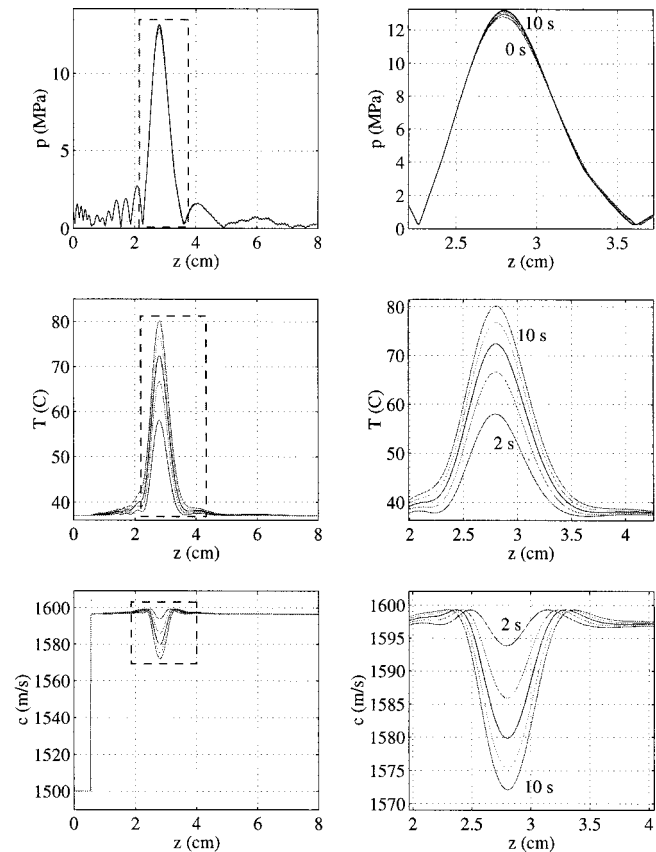 p (MPa)
10
5
0
0 2 4 6 8
z (cm)
p (MPa)
12
10
8
6
4
2
0
10 s
0 s
2.5 3 3.5
z (cm)
T (C)
80
70
60
50
40
0 2 4 6 8
z (cm)
T (C)
80
70
60
50
40
10 s
2 s
2 2.5 3 3.5 4
z (cm)
c (m/s)
1600
1580
1560
1540
1520
1500
0 2 4 6 8
z (cm)
c (m/s)
1600
1595
1590
1585
1580
1575
1570
2 s
10 s
2 2.5 3 3.5 4
z (cm)